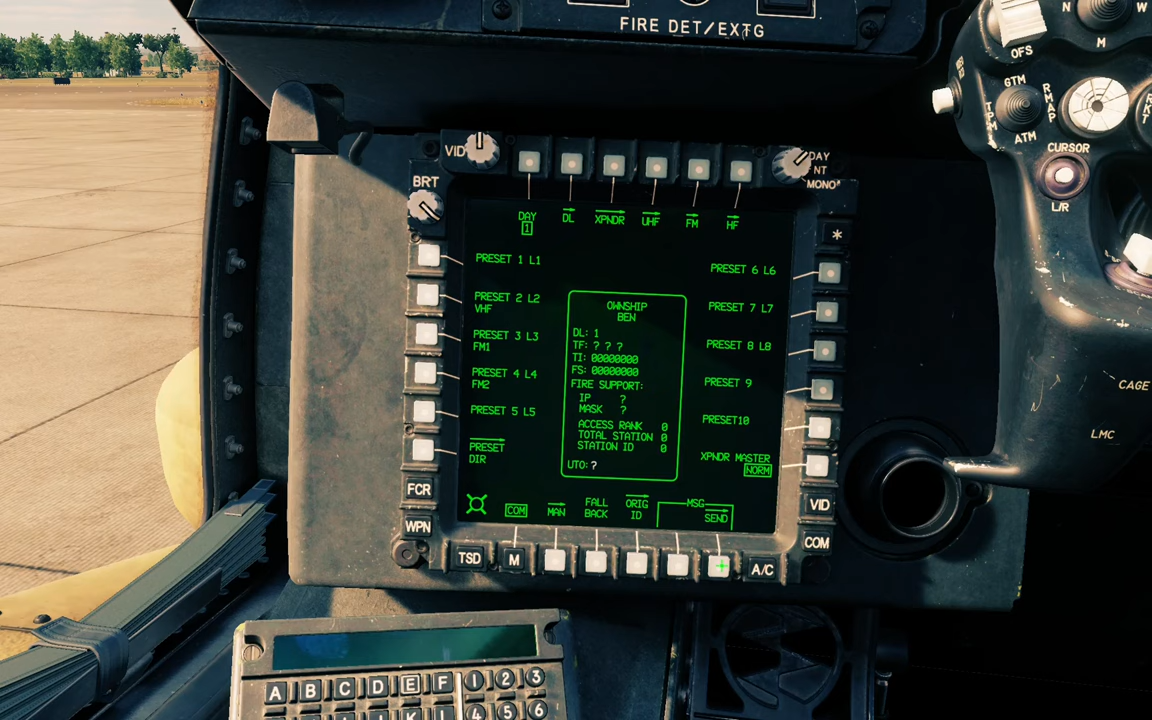 FIRE DET/EXTG
N
W
OFS
M
GTM
RMAP
ATM
CURSOR
L/R
CAGE
LMC
VID
DAY
NT
MONO
BRT
*
DAY
1
DL
XPNDR
UHF
FM
HF
PRESET 1 L1
PRESET 2 L2
VHF
PRESET 3 L3
FM1
PRESET 4 L4
FM2
PRESET 5 L5
PRESET
DIR
PRESET 6 L6
PRESET 7 L7
PRESET 8 L8
PRESET 9
PRESET10
XPNDR MASTER
NORM
OWNSHIP
BEN
DL: 1
TF: ? ? ?
TI: 00000000
FS: 00000000
FIRE SUPPORT:
IP ?
MASK ?
ACCESS RANK 0
TOTAL STATION 0
STATION ID 0
UTO: ?
COM
MAN
FALL
BACK
ORIG
ID
MSG
SEND
FCR
WPN
VID
COM
TSD
M
A/C
A B C D E F 1 2 3
4 5 6